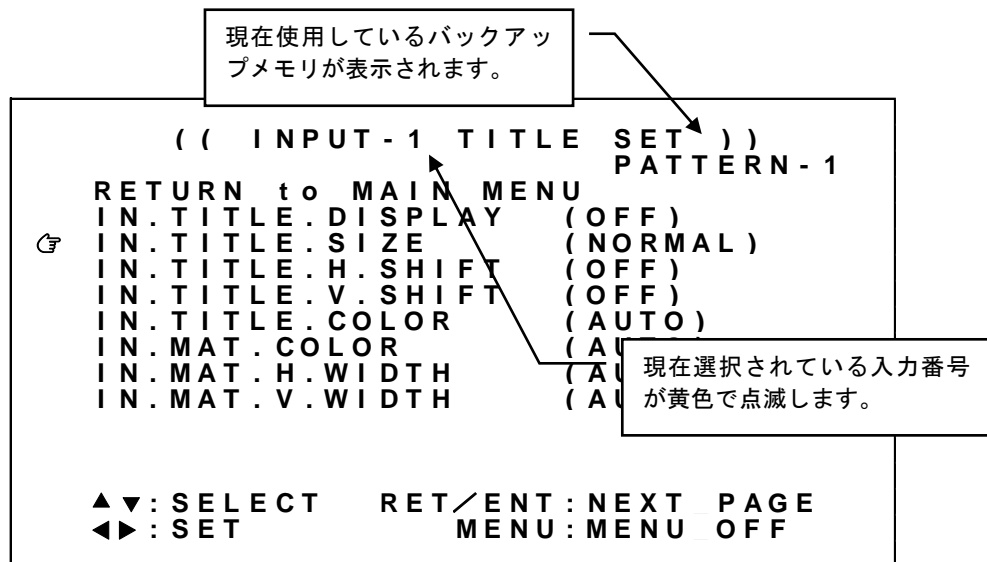 現在使用しているバックアッ
プメモリが表示されます。
(( INPUT-1 TITLE SET ))
PATTERN-1
RETURN to MAIN MENU
IN.TITLE.DISPLAY (OFF)
☞ IN.TITLE.SIZE (NORMAL)
IN.TITLE.H.SHIFT (OFF)
IN.TITLE.V.SHIFT (OFF)
IN.TITLE.COLOR (AUTO)
IN.MAT.COLOR
IN.MAT.H.WIDTH
IN.MAT.V.WIDTH
現在選択されている入力番号
が黄色で点滅します。
▲▼:SELECT RET/ENT:NEXT PAGE
◀▶:SET MENU:MENU OFF